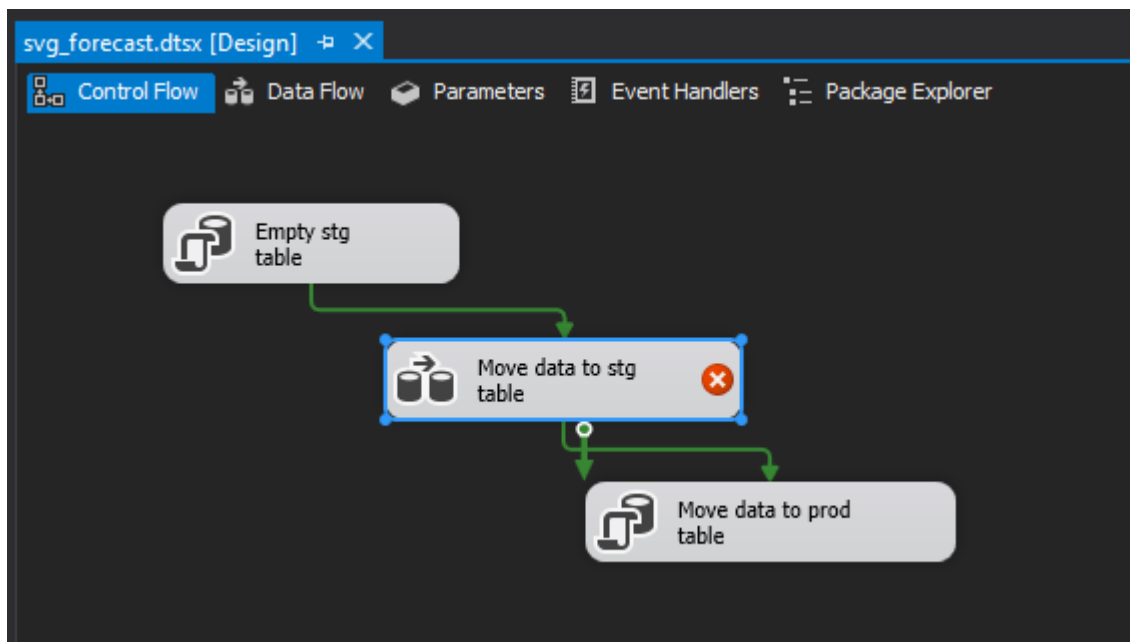 svg_forecast.dtsx [Design]
Control Flow
Data Flow
Parameters
Event Handlers
Package Explorer
Empty stg
table
Move data to stg
table
Move data to prod
table